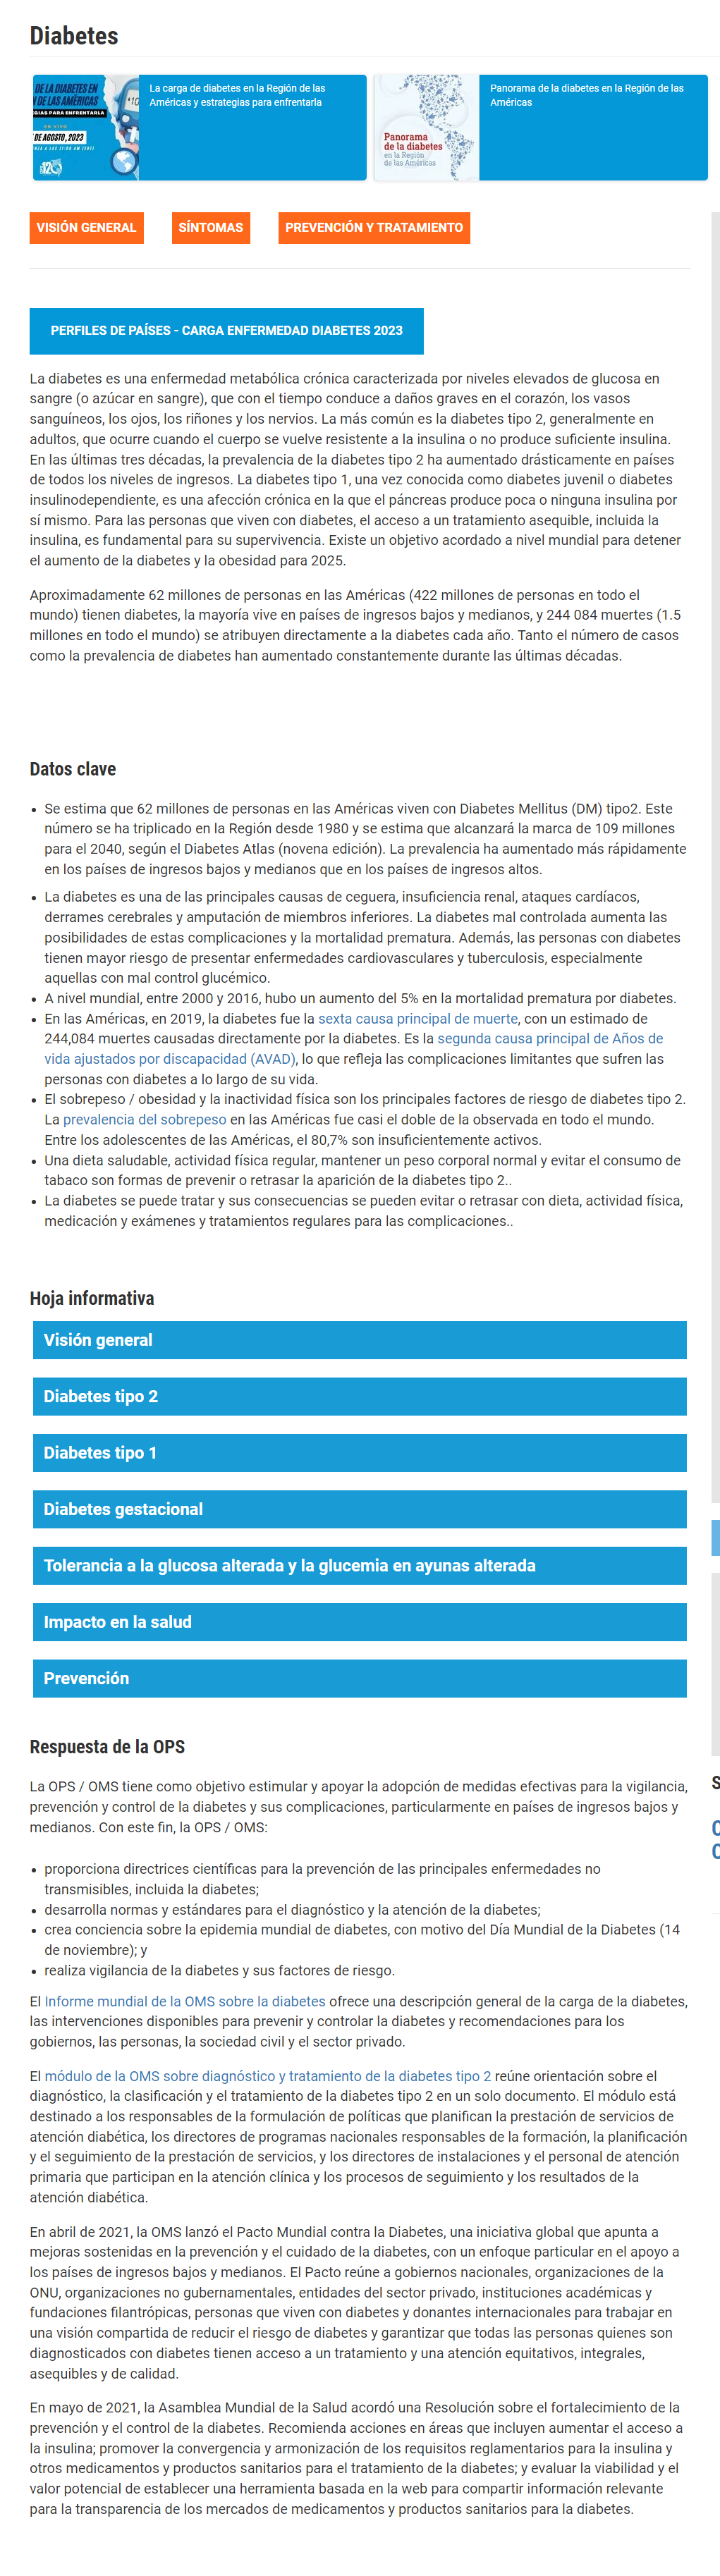 Diabetes
DE LA DIABETES EN
N DE LAS AMÉRICAS
GIAS PARA ENFRENTARLA
EN VIVO
DE AGOSTO, 2023
120
La carga de diabetes en la Región de las
Américas y estrategias para enfrentarla
Panorama
de la diabetes
en la Región
de las Américas
Panorama de la diabetes en la Región de las
Américas
VISIÓN GENERAL
SÍNTOMAS
PREVENCIÓN Y TRATAMIENTO
PERFILES DE PAÍSES - CARGA ENFERMEDAD DIABETES 2023
La diabetes es una enfermedad metabólica crónica caracterizada por niveles elevados de glucosa en
sangre (o azúcar en sangre), que con el tiempo conduce a daños graves en el corazón, los vasos
sanguíneos, los ojos, los riñones y los nervios. La más común es la diabetes tipo 2, generalmente en
adultos, que ocurre cuando el cuerpo se vuelve resistente a la insulina o no produce suficiente insulina.
En las últimas tres décadas, la prevalencia de la diabetes tipo 2 ha aumentado drásticamente en países
de todos los niveles de ingresos. La diabetes tipo 1, una vez conocida como diabetes juvenil o diabetes
insulinodependiente, es una afección crónica en la que el páncreas produce poca o ninguna insulina por
sí mismo. Para las personas que viven con diabetes, el acceso a un tratamiento asequible, incluida la
insulina, es fundamental para su supervivencia. Existe un objetivo acordado a nivel mundial para detener
el aumento de la diabetes y la obesidad para 2025.
Aproximadamente 62 millones de personas en las Américas (422 millones de personas en todo el
mundo) tienen diabetes, la mayoría vive en países de ingresos bajos y medianos, y 244 084 muertes (1.5
millones en todo el mundo) se atribuyen directamente a la diabetes cada año. Tanto el número de casos
como la prevalencia de diabetes han aumentado constantemente durante las últimas décadas.
Datos clave
• Se estima que 62 millones de personas en las Américas viven con Diabetes Mellitus (DM) tipo2. Este
número se ha triplicado en la Región desde 1980 y se estima que alcanzará la marca de 109 millones
para el 2040, según el Diabetes Atlas (novena edición). La prevalencia ha aumentado más rápidamente
en los países de ingresos bajos y medianos que en los países de ingresos altos.
• La diabetes es una de las principales causas de ceguera, insuficiencia renal, ataques cardíacos,
derrames cerebrales y amputación de miembros inferiores. La diabetes mal controlada aumenta las
posibilidades de estas complicaciones y la mortalidad prematura. Además, las personas con diabetes
tienen mayor riesgo de presentar enfermedades cardiovasculares y tuberculosis, especialmente
aquellas con mal control glucémico.
• A nivel mundial, entre 2000 y 2016, hubo un aumento del 5% en la mortalidad prematura por diabetes.
• En las Américas, en 2019, la diabetes fue la sexta causa principal de muerte, con un estimado de
244,084 muertes causadas directamente por la diabetes. Es la segunda causa principal de Años de
vida ajustados por discapacidad (AVAD), lo que refleja las complicaciones limitantes que sufren las
personas con diabetes a lo largo de su vida.
• El sobrepeso / obesidad y la inactividad física son los principales factores de riesgo de diabetes tipo 2.
La prevalencia del sobrepeso en las Américas fue casi el doble de la observada en todo el mundo.
Entre los adolescentes de las Américas, el 80,7% son insuficientemente activos.
• Una dieta saludable, actividad física regular, mantener un peso corporal normal y evitar el consumo de
tabaco son formas de prevenir o retrasar la aparición de la diabetes tipo 2..
• La diabetes se puede tratar y sus consecuencias se pueden evitar o retrasar con dieta, actividad física,
medicación y exámenes y tratamientos regulares para las complicaciones..
Hoja informativa
Visión general
Diabetes tipo 2
Diabetes tipo 1
Diabetes gestacional
Tolerancia a la glucosa alterada y la glucemia en ayunas alterada
Impacto en la salud
Prevención
Respuesta de la OPS
La OPS / OMS tiene como objetivo estimular y apoyar la adopción de medidas efectivas para la vigilancia,
prevención y control de la diabetes y sus complicaciones, particularmente en países de ingresos bajos y
medianos. Con este fin, la OPS / OMS:
• proporciona directrices científicas para la prevención de las principales enfermedades no
transmisibles, incluida la diabetes;
• desarrolla normas y estándares para el diagnóstico y la atención de la diabetes;
• crea conciencia sobre la epidemia mundial de diabetes, con motivo del Día Mundial de la Diabetes (14
de noviembre); y
• realiza vigilancia de la diabetes y sus factores de riesgo.
El Informe mundial de la OMS sobre la diabetes ofrece una descripción general de la carga de la diabetes,
las intervenciones disponibles para prevenir y controlar la diabetes y recomendaciones para los
gobiernos, las personas, la sociedad civil y el sector privado.
El módulo de la OMS sobre diagnóstico y tratamiento de la diabetes tipo 2 reúne orientación sobre el
diagnóstico, la clasificación y el tratamiento de la diabetes tipo 2 en un solo documento. El módulo está
destinado a los responsables de la formulación de políticas que planifican la prestación de servicios de
atención diabética, los directores de programas nacionales responsables de la formación, la planificación
y el seguimiento de la prestación de servicios, y los directores de instalaciones y el personal de atención
primaria que participan en la atención clínica y los procesos de seguimiento y los resultados de la
atención diabética.
En abril de 2021, la OMS lanzó el Pacto Mundial contra la Diabetes, una iniciativa global que apunta a
mejoras sostenidas en la prevención y el cuidado de la diabetes, con un enfoque particular en el apoyo a
los países de ingresos bajos y medianos. El Pacto reúne a gobiernos nacionales, organizaciones de la
ONU, organizaciones no gubernamentales, entidades del sector privado, instituciones académicas y
fundaciones filantrópicas, personas que viven con diabetes y donantes internacionales para trabajar en
una visión compartida de reducir el riesgo de diabetes y garantizar que todas las personas quienes son
diagnosticados con diabetes tienen acceso a un tratamiento y una atención equitativos, integrales,
asequibles y de calidad.
En mayo de 2021, la Asamblea Mundial de la Salud acordó una Resolución sobre el fortalecimiento de la
prevención y el control de la diabetes. Recomienda acciones en áreas que incluyen aumentar el acceso a
la insulina; promover la convergencia y armonización de los requisitos reglamentarios para la insulina y
otros medicamentos y productos sanitarios para el tratamiento de la diabetes; y evaluar la viabilidad y el
valor potencial de establecer una herramienta basada en la web para compartir información relevante
para la transparencia de los mercados de medicamentos y productos sanitarios para la diabetes.